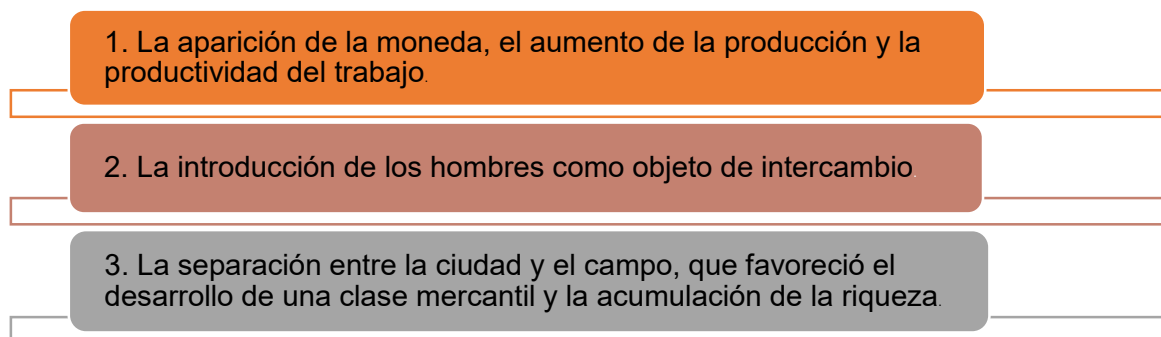 1. La aparición de la moneda, el aumento de la producción y la
productividad del trabajo.
2. La introducción de los hombres como objeto de intercambio.
3. La separación entre la ciudad y el campo, que favoreció el
desarrollo de una clase mercantil y la acumulación de la riqueza.